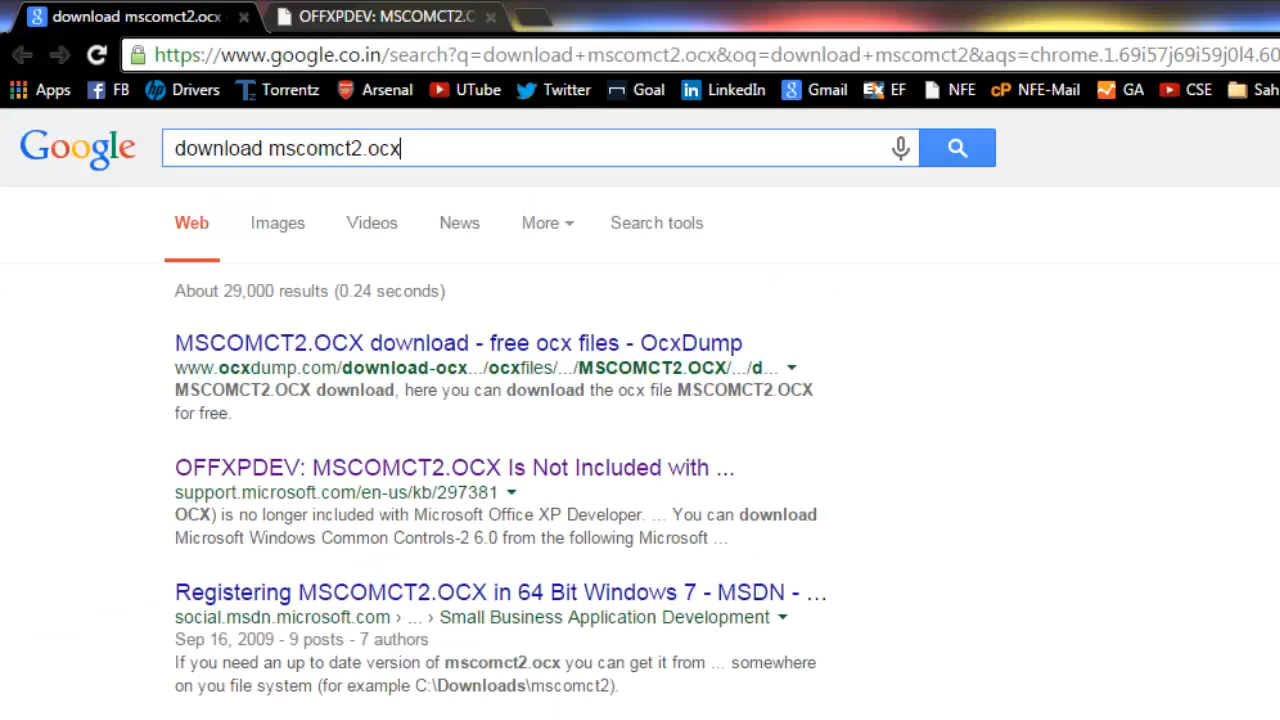 download mscomct2.ocx
OFFXPDEV: MSCOMCT2.C
https://www.google.co.in/search?q=download+mscomct2.ocx&oq=download+mscomct2&aqs=chrome.1.69i57j69i59j0l4.60
Apps FB Drivers Torrentz Arsenal UTube Twitter Goal LinkedIn Gmail EF NFE NFE-Mail GA CSE Sah
Google
download mscomct2.ocx
Web Images Videos News More Search tools
About 29,000 results (0.24 seconds)
MSCOMCT2.OCX download - free ocx files - OcxDump
www.ocxdump.com/download-ocx.../ocxfiles/.../MSCOMCT2.OCX/.../d...
MSCOMCT2.OCX download, here you can download the ocx file MSCOMCT2.OCX
for free.
OFFXPDEV: MSCOMCT2.OCX Is Not Included with ...
support.microsoft.com/en-us/kb/297381
OCX) is no longer included with Microsoft Office XP Developer. ... You can download
Microsoft Windows Common Controls-2 6.0 from the following Microsoft ...
Registering MSCOMCT2.OCX in 64 Bit Windows 7 - MSDN - ...
social.msdn.microsoft.com › ... › Small Business Application Development
Sep 16, 2009 - 9 posts - 7 authors
If you need an up to date version of mscomct2.ocx you can get it from ... somewhere
on you file system (for example C:\Downloads\mscomct2).